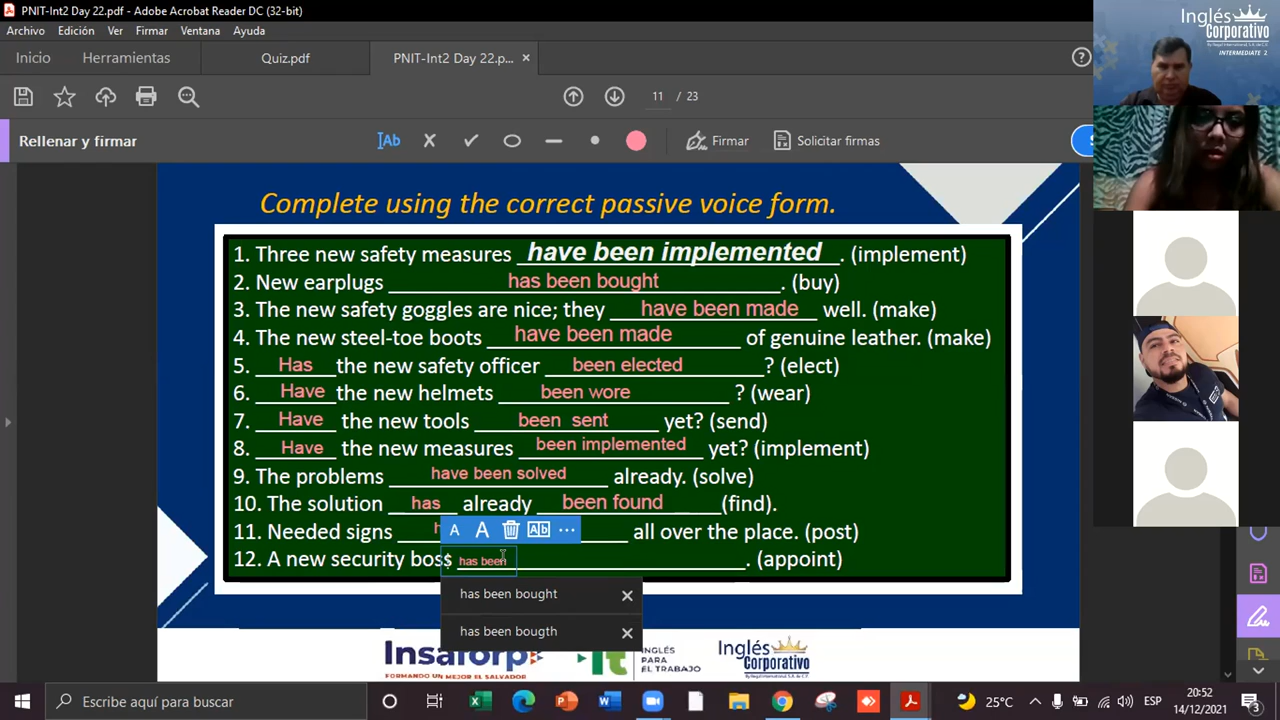 PNIT-Int2 Day 22.pdf - Adobe Acrobat Reader DC (32-bit)
Archivo Edición Ver Firmar Ventana Ayuda
Inicio Herramientas Quiz.pdf PNIT-Int2 Day 22.p... ×
11 / 23
Rellenar y firmar Ab Firmar Solicitar firmas
Inglés
Corporativo
INTERMEDIATE 2
Complete using the correct passive voice form.
1. Three new safety measures have been implemented. (implement)
2. New earplugs has been bought. (buy)
3. The new safety goggles are nice; they have been made well. (make)
4. The new steel-toe boots have been made of genuine leather. (make)
5. Has the new safety officer been elected? (elect)
6. Have the new helmets been wore? (wear)
7. Have the new tools been sent yet? (send)
8. Have the new measures been implemented yet? (implement)
9. The problems have been solved already. (solve)
10. The solution has already been found (find).
11. Needed signs all over the place. (post)
12. A new security boss has been. (appoint)
A A Ab ...
has been bought ×
has been bougth ×
Insaforp
FORMANDO UN MEJOR EL SALVADOR
INGLÉS
PARA
EL TRABAJO
Inglés
Corporativo
Escribe aquí para buscar
25°C ESP 20:52
14/12/2021
3